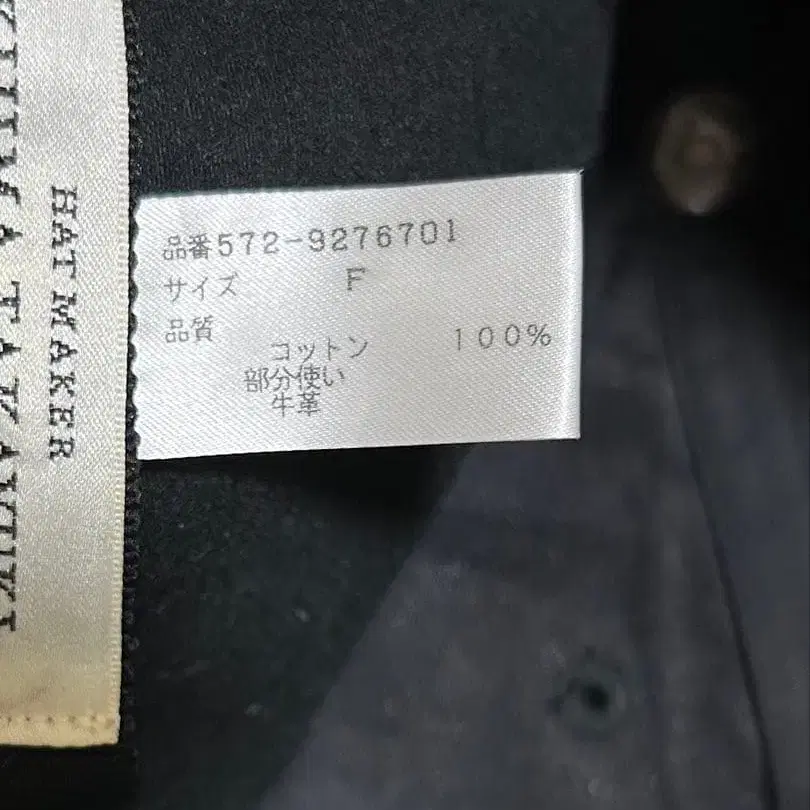 品番572-9276701
サイズ F
品質
コットン 100%
部分使い
牛革
HAT MAKER
TAKAYUKI